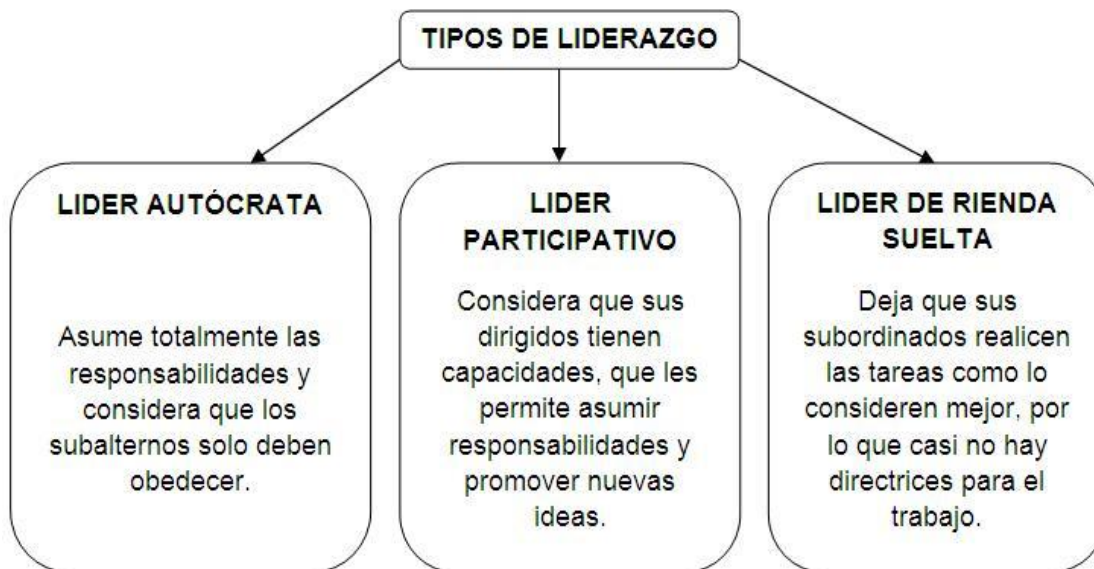 TIPOS DE LIDERAZGO
LIDER AUTÓCRATA
Asume totalmente las
responsabilidades y
considera que los
subalternos solo deben
obedecer.
LIDER
PARTICIPATIVO
Considera que sus
dirigidos tienen
capacidades, que les
permite asumir
responsabilidades y
promover nuevas
ideas.
LIDER DE RIENDA
SUELTA
Deja que sus
subordinados realicen
las tareas como lo
consideren mejor, por
lo que casi no hay
directrices para el
trabajo.